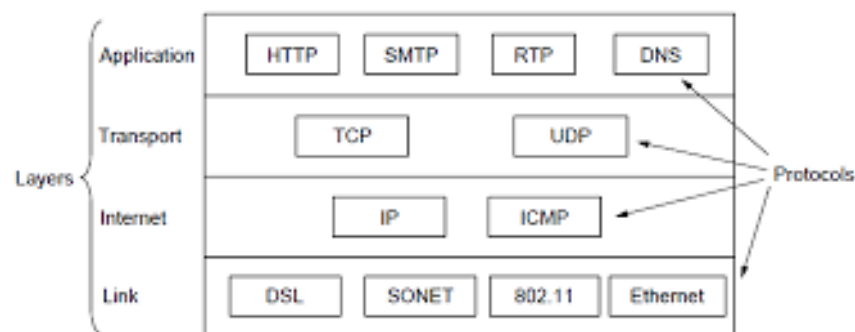 Application HTTP SMTP RTP DNS
Transport TCP UDP
Layers Protocols
Internet IP ICMP
Link DSL SONET 802.11 Ethernet